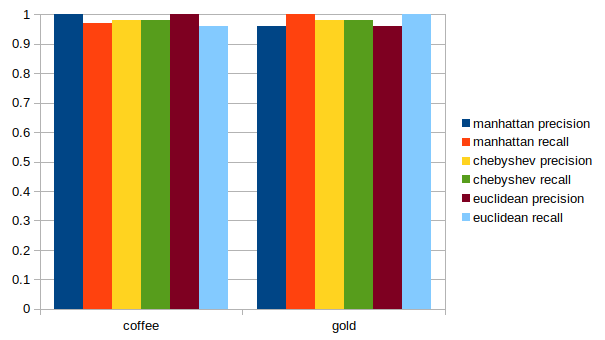 1
0.9
0.8
0.7
0.6
0.5
0.4
0.3
0.2
0.1
0
coffee
gold
manhattan precision
manhattan recall
chebyshev precision
chebyshev recall
euclidean precision
euclidean recall